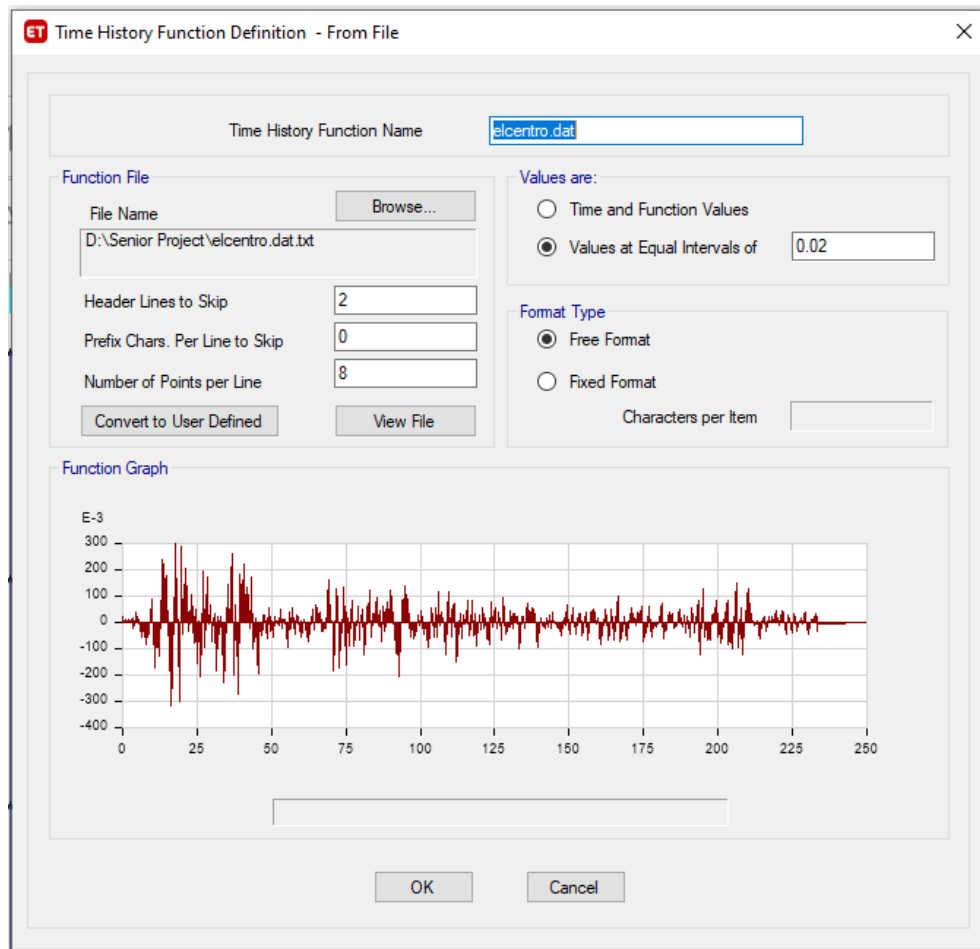 ET Time History Function Definition - From File
Time History Function Name elcentro.dat
Function File
File Name Browse...
D:\Senior Project\elcentro.dat.txt
Header Lines to Skip 2
Prefix Chars. Per Line to Skip 0
Number of Points per Line 8
Convert to User Defined View File
Values are:
Time and Function Values
Values at Equal Intervals of 0.02
Format Type
Free Format
Fixed Format
Characters per Item
Function Graph
E-3
300
200
100
0
-100
-200
-300
-400
0 25 50 75 100 125 150 175 200 225 250
OK Cancel